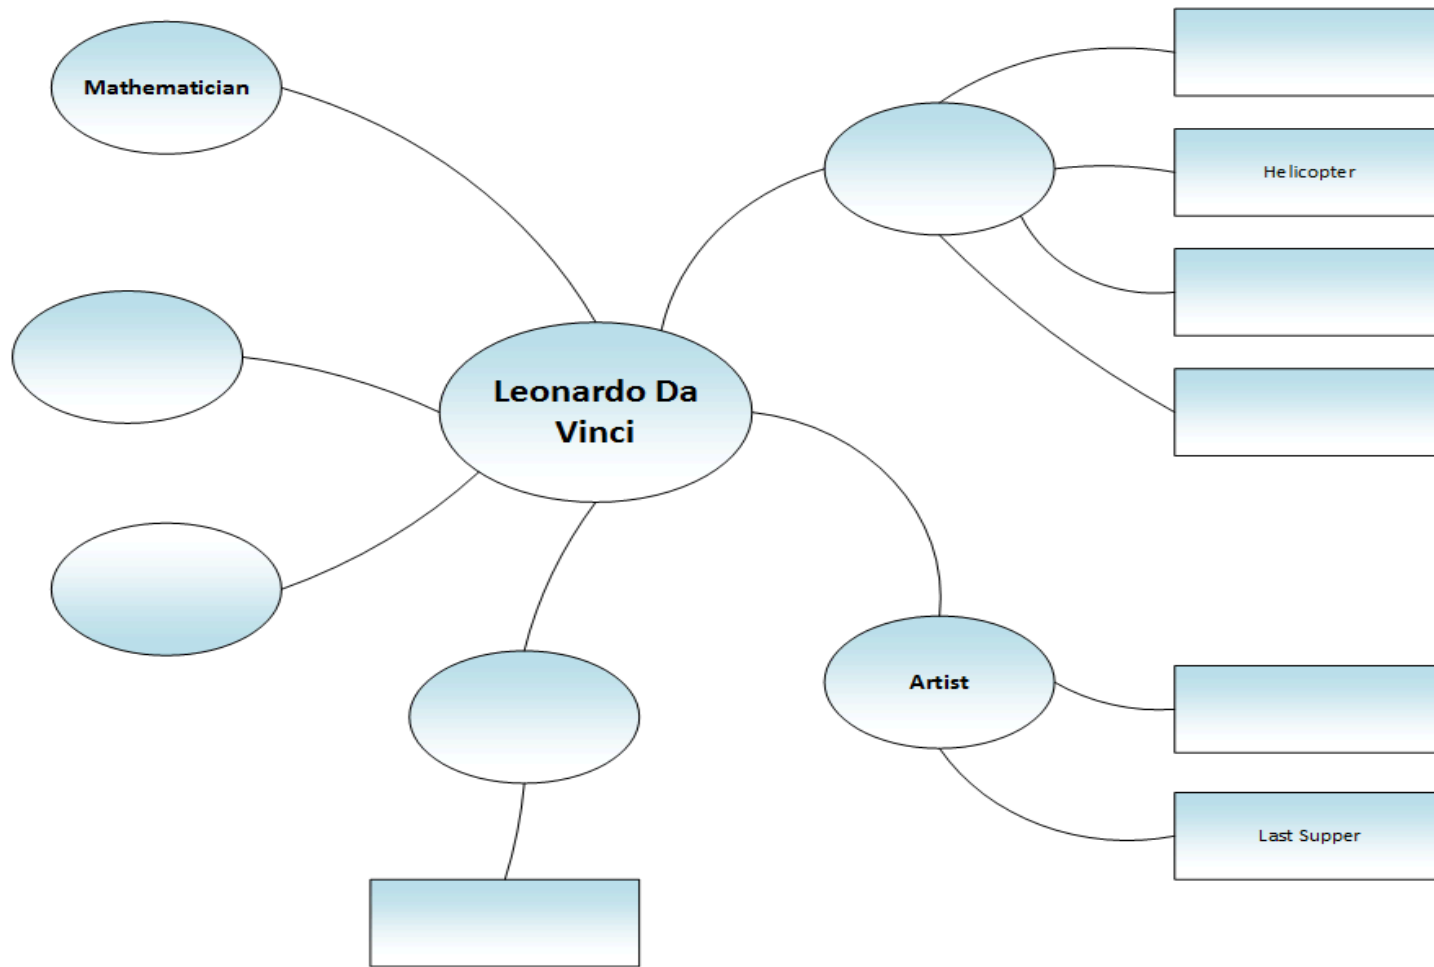 Mathematician
Helicopter
Leonardo Da
Vinci
Artist
Last Supper